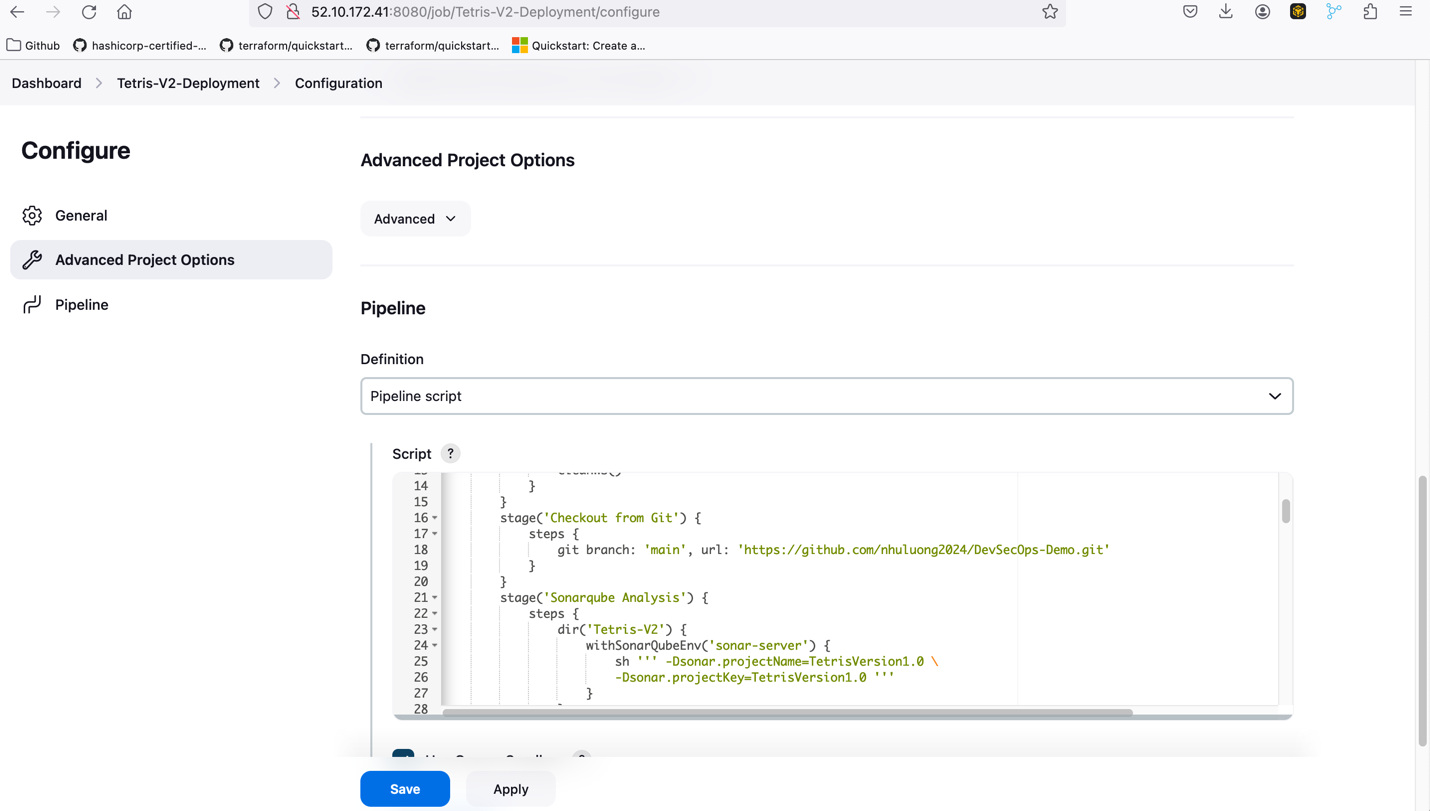 52.10.172.41:8080/job/Tetris-V2-Deployment/configure
Github hashicorp-certified-... terraform/quickstart... terraform/quickstart... Quickstart: Create a...
Dashboard > Tetris-V2-Deployment > Configuration
Configure
General
Advanced Project Options
Pipeline
Advanced Project Options
Advanced
Pipeline
Definition
Pipeline script
Script ?
14 }
15 }
16 stage('Checkout from Git') {
17 steps {
18 git branch: 'main', url: 'https://github.com/nhuluong2024/DevSecOps-Demo.git'
19 }
20 }
21 stage('Sonarqube Analysis') {
22 steps {
23 dir('Tetris-V2') {
24 withSonarQubeEnv('sonar-server') {
25 sh ''' -Dsonar.projectName=TetrisVersion1.0 \
26 -Dsonar.projectKey=TetrisVersion1.0 '''
27 }
28
Save Apply